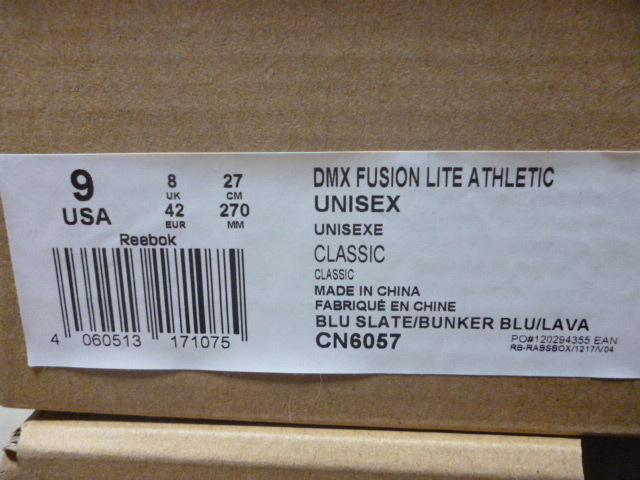 9
USA
8
UK
42
EUR
27
CM
270
MM
Reebok
4 060513 171075
DMX FUSION LITE ATHLETIC
UNISEX
UNISEXE
CLASSIC
CLASSIC
MADE IN CHINA
FABRIQUÉ EN CHINE
BLU SLATE/BUNKER BLU/LAVA
CN6057
PO#120294355 EAN
RB-RABSBOX/1217/V04